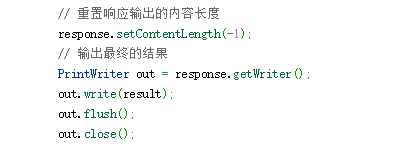 // 重置响应输出的内容长度
response.setContentLength(-1);
// 输出最终的结果
PrintWriter out = response.getWriter();
out.write(result);
out.flush();
out.close();